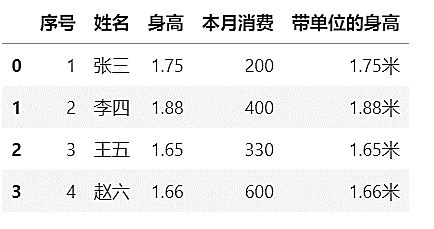 序号 姓名 身高 本月消费 带单位的身高
0 1 张三 1.75 200 1.75米
1 2 李四 1.88 400 1.88米
2 3 王五 1.65 330 1.65米
3 4 赵六 1.66 600 1.66米